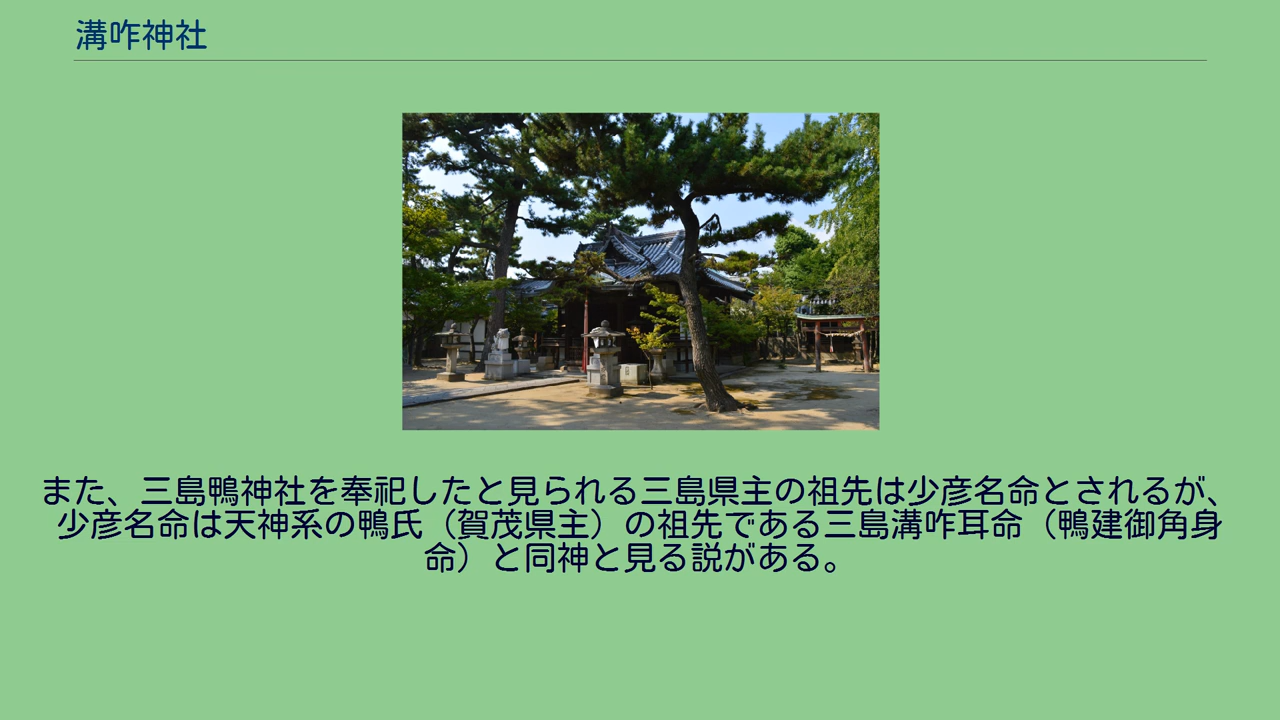 溝咋神社
また、三島鴨神社を奉祀したと見られる三島県主の祖先は少彦名命とされるが、
少彦名命は天神系の鴨氏（賀茂県主）の祖先である三島溝咋耳命（鴨建御角身
命）と同神と見る説がある。